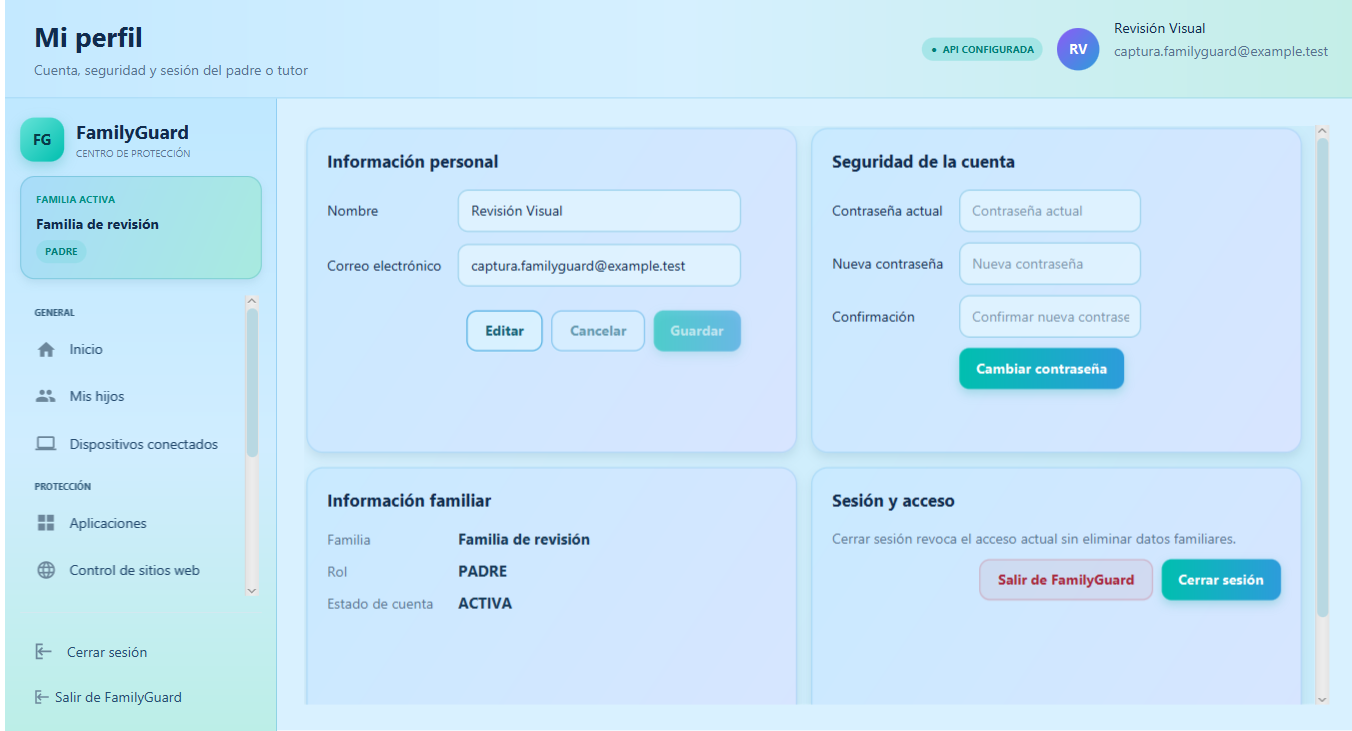 Mi perfil
Cuenta, seguridad y sesión del padre o tutor
• API CONFIGURADA
RV
Revisión Visual
captura.familyguard@example.test
FG
FamilyGuard
CENTRO DE PROTECCIÓN
FAMILIA ACTIVA
Familia de revisión
PADRE
GENERAL
Inicio
Mis hijos
Dispositivos conectados
PROTECCIÓN
Aplicaciones
Control de sitios web
Cerrar sesión
Salir de FamilyGuard
Información personal
Nombre
Revisión Visual
Correo electrónico
captura.familyguard@example.test
Editar
Cancelar
Guardar
Seguridad de la cuenta
Contraseña actual
Contraseña actual
Nueva contraseña
Nueva contraseña
Confirmación
Confirmar nueva contrase
Cambiar contraseña
Información familiar
Familia
Familia de revisión
Rol
PADRE
Estado de cuenta
ACTIVA
Sesión y acceso
Cerrar sesión revoca el acceso actual sin eliminar datos familiares.
Salir de FamilyGuard
Cerrar sesión